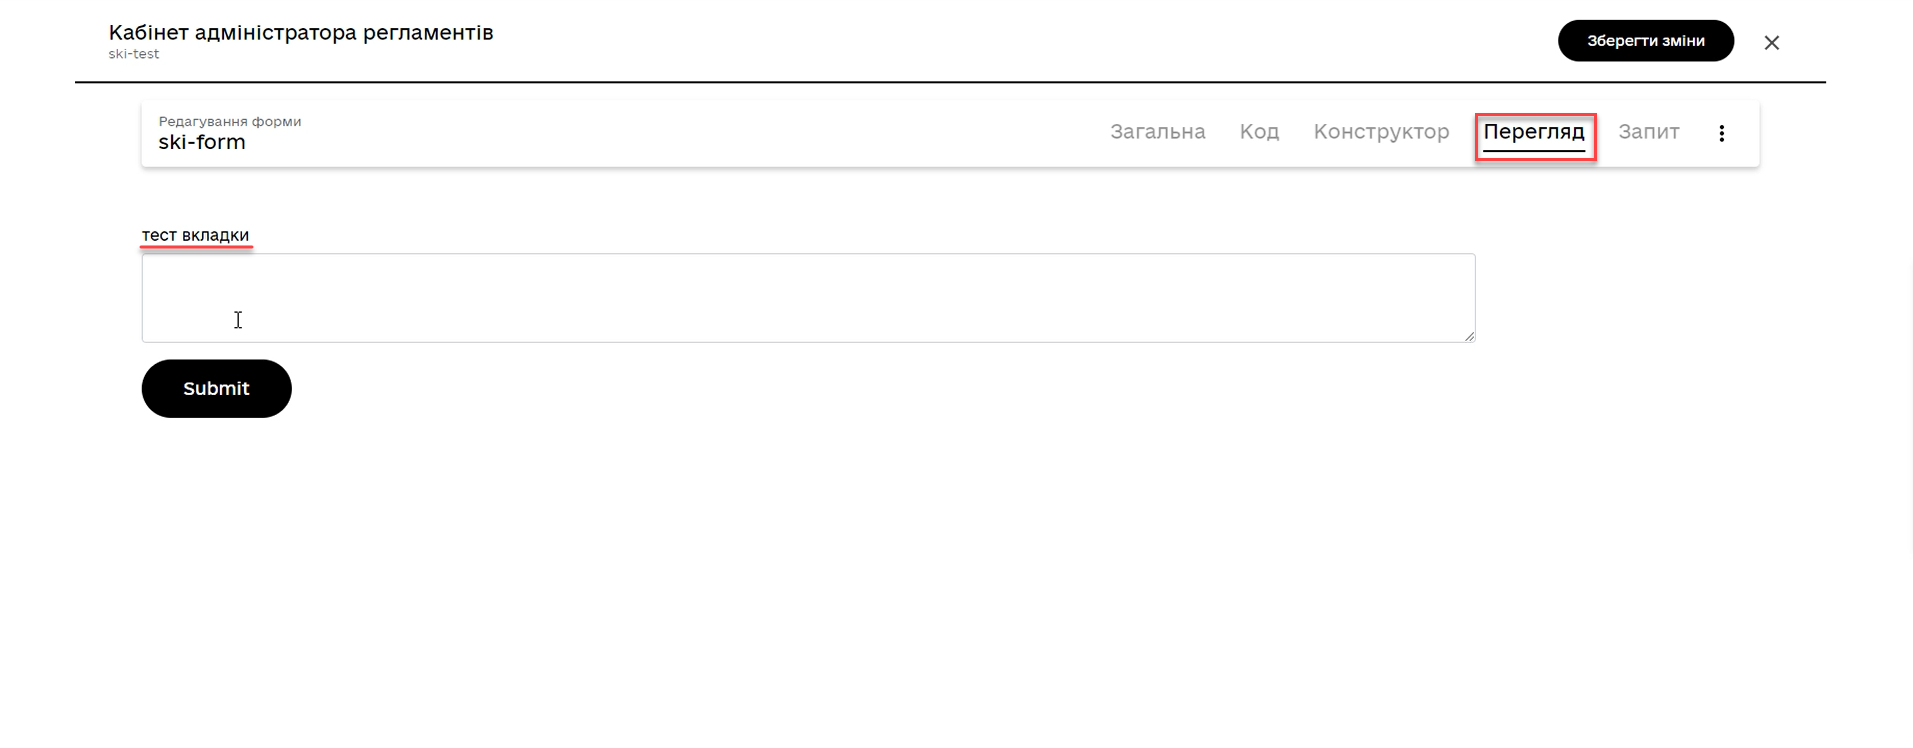 Кабінет адміністратора регламентів
ski-test
Зберегти зміни
Редагування форми
ski-form
Загальна Код Конструктор Перегляд Запит
тест вкладки
Submit